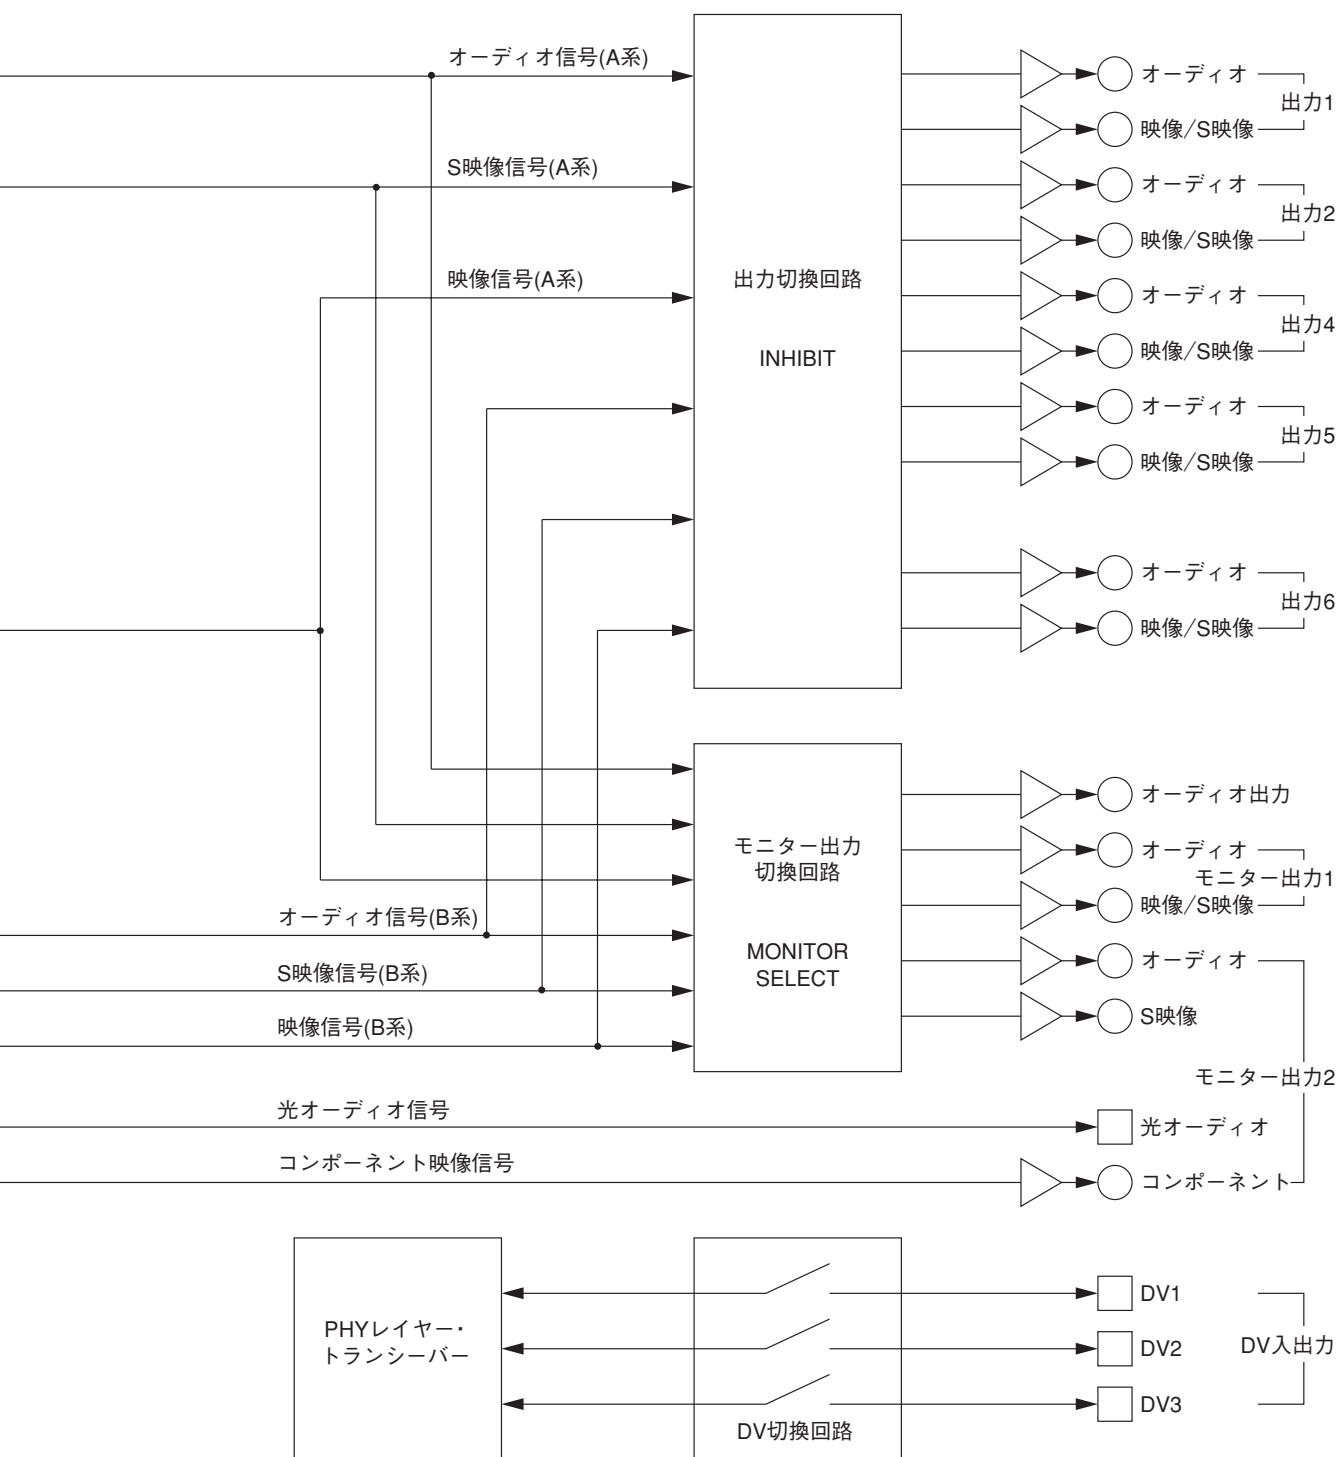 オーディオ信号(A系)
S映像信号(A系)
映像信号(A系)
出力切換回路
INHIBIT
オーディオ
映像/S映像
出力1
オーディオ
映像/S映像
出力2
オーディオ
映像/S映像
出力4
オーディオ
映像/S映像
出力5
オーディオ
映像/S映像
出力6
モニター出力
切換回路
MONITOR
SELECT
オーディオ信号(B系)
S映像信号(B系)
映像信号(B系)
オーディオ出力
オーディオ
モニター出力1
映像/S映像
オーディオ
S映像
モニター出力2
光オーディオ信号
光オーディオ
コンポーネント映像信号
コンポーネント
PHYレイヤー・
トランシーバー
DV切換回路
DV1
DV2
DV3
DV入出力